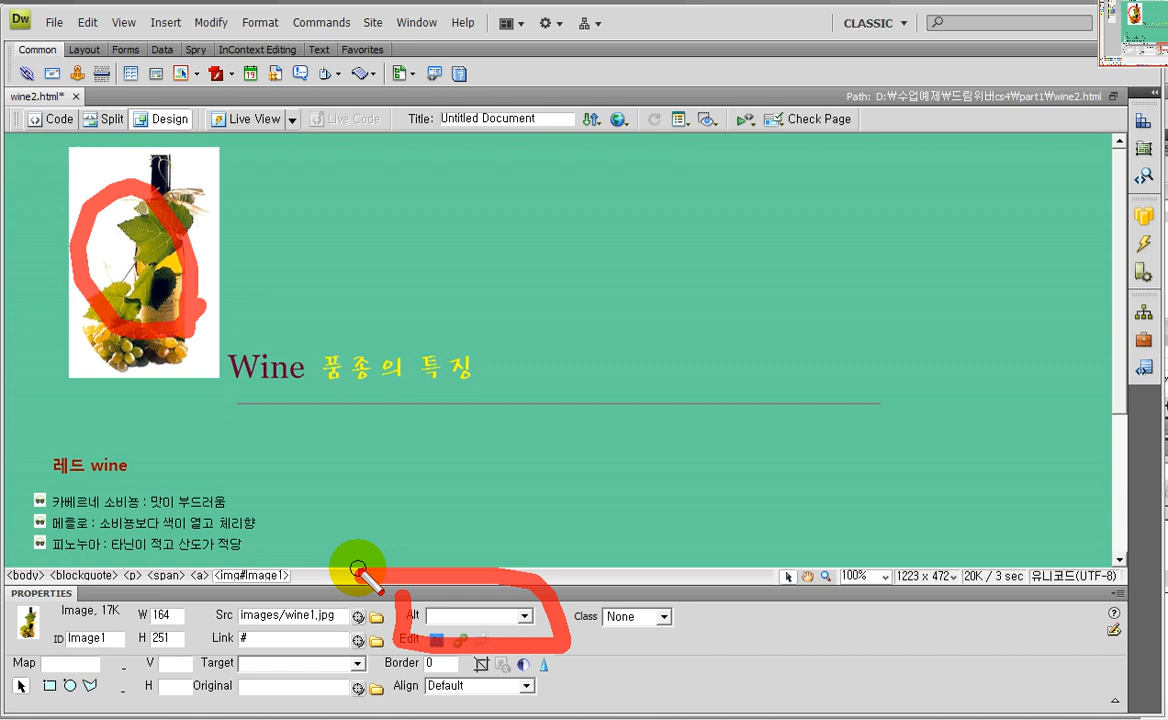 Dw File Edit View Insert Modify Format Commands Site Window Help CLASSIC
Common Layout Forms Data Spry InContext Editing Text Favorites
wine2.html* Path: D:\수업예제\드림위버cs4\part1\wine2.html
Code Split Design Live View Live Code Title: Untitled Document Check Page
Wine 품종의 특징
레드 wine
카베르네 소비뇽 : 맛이 부드러움
메를로 : 소비뇽보다 색이 옅고 체리향
피노누아 : 타닌이 적고 산도가 적당
<body> <blockquote> <p> <span> <a> <img#Image1> 100% 1223 x 472 20K / 3 sec 유니코드(UTF-8)
PROPERTIES
Image, 17K W 164 Src images/wine1.jpg Alt Class None
ID Image1 H 251 Link # Edit
Map V Target Border 0
H Original Align Default